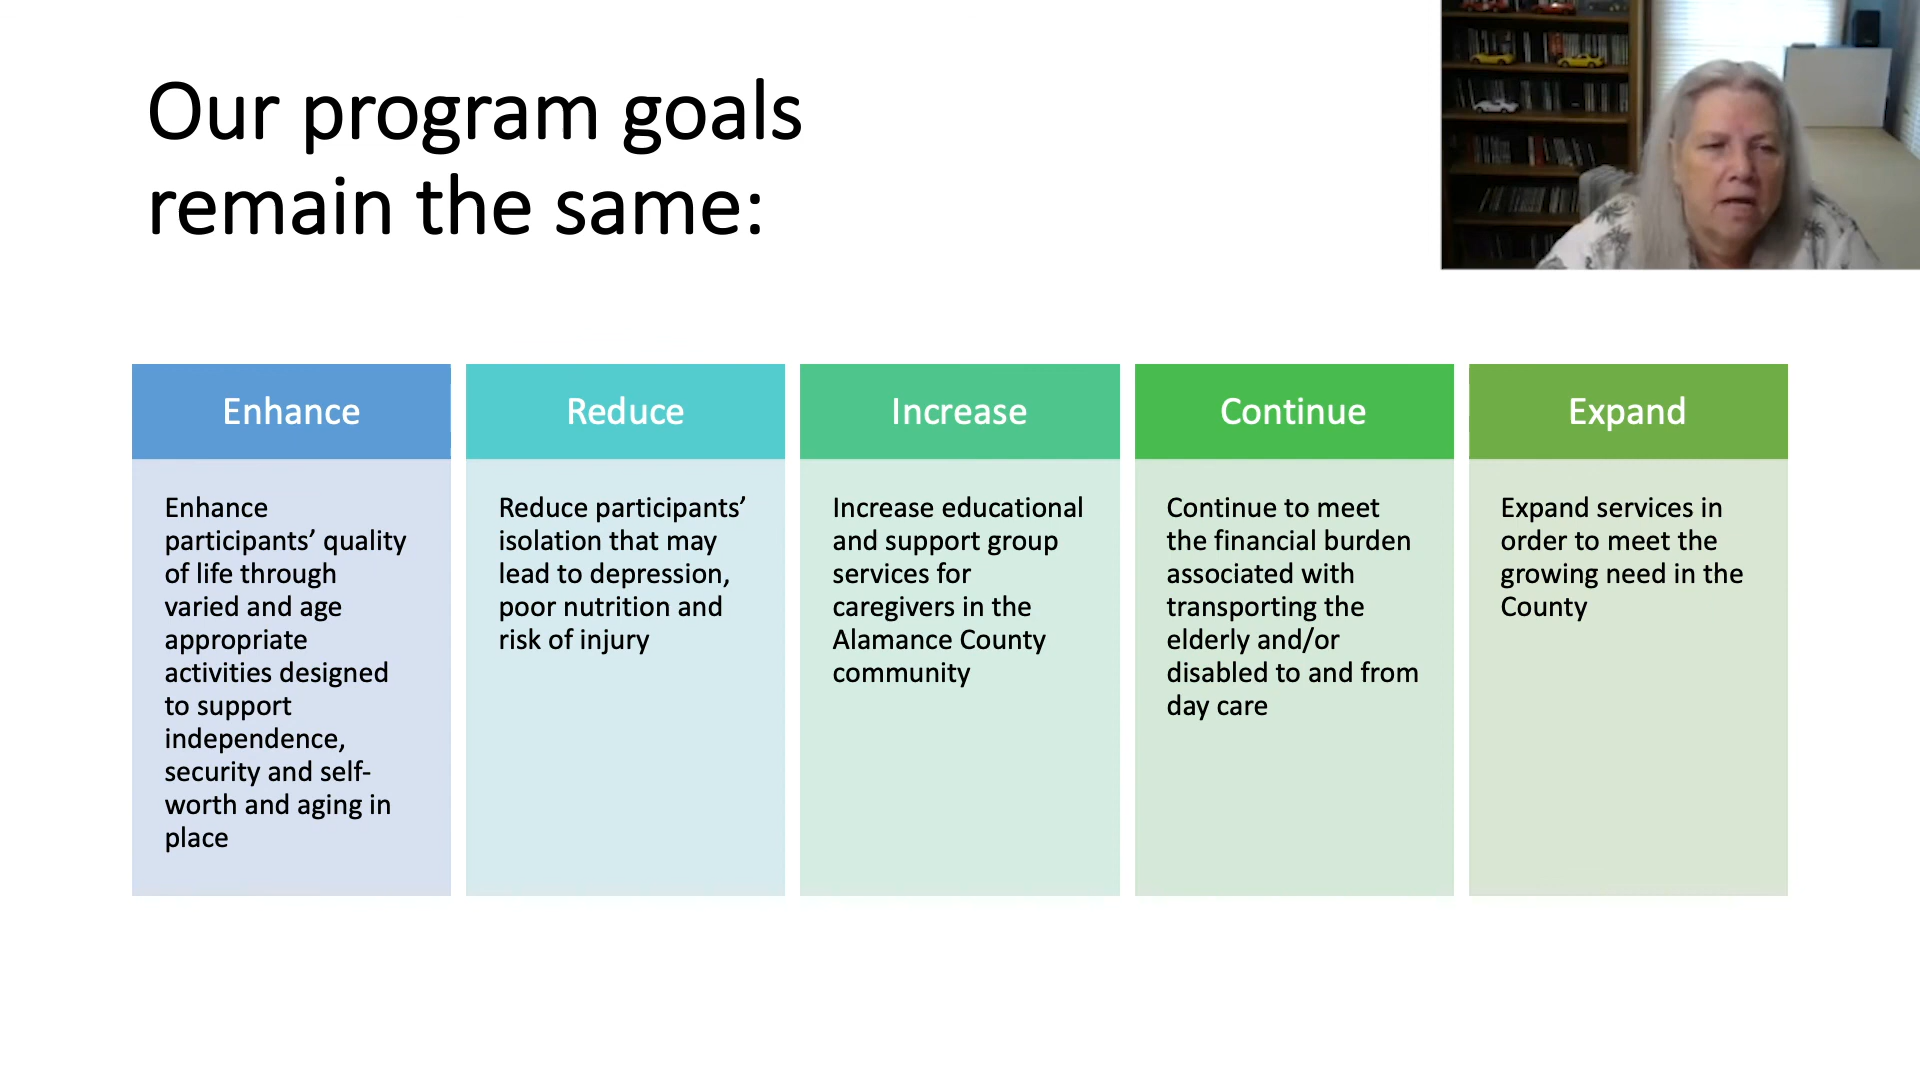 Our program goals
remain the same:
Enhance
Enhance
participants’ quality
of life through
varied and age
appropriate
activities designed
to support
independence,
security and self-
worth and aging in
place
Reduce
Reduce participants’
isolation that may
lead to depression,
poor nutrition and
risk of injury
Increase
Increase educational
and support group
services for
caregivers in the
Alamance County
community
Continue
Continue to meet
the financial burden
associated with
transporting the
elderly and/or
disabled to and from
day care
Expand
Expand services in
order to meet the
growing need in the
County